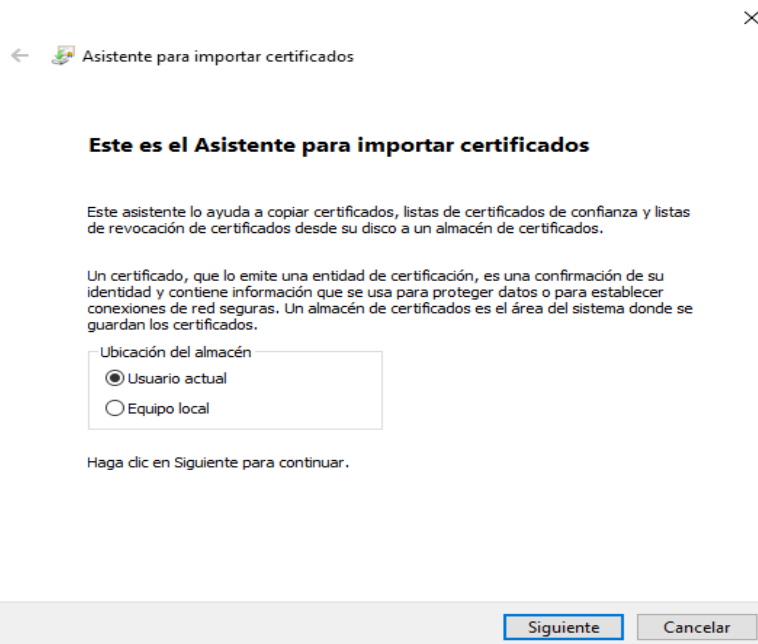 Asistente para importar certificados
Este es el Asistente para importar certificados
Este asistente lo ayuda a copiar certificados, listas de certificados de confianza y listas
de revocación de certificados desde su disco a un almacén de certificados.
Un certificado, que lo emite una entidad de certificación, es una confirmación de su
identidad y contiene información que se usa para proteger datos o para establecer
conexiones de red seguras. Un almacén de certificados es el área del sistema donde se
guardan los certificados.
Ubicación del almacén
Usuario actual
Equipo local
Haga clic en Siguiente para continuar.
Siguiente Cancelar